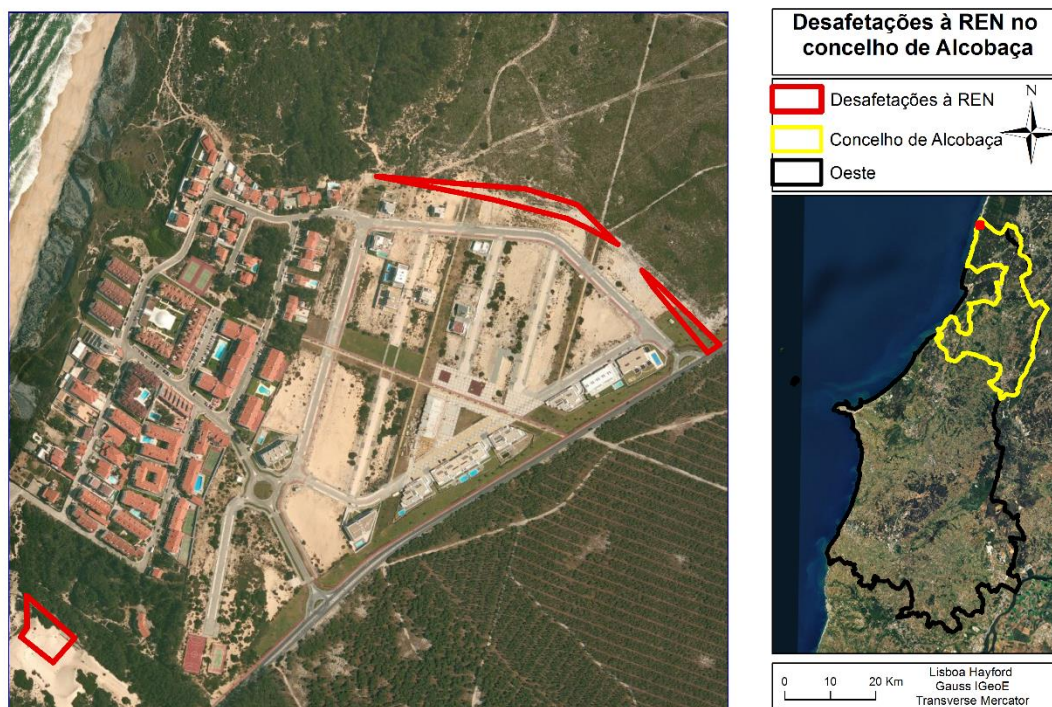 Desafetações à REN no
concelho de Alcobaça
Desafetações à REN
N
Concelho de Alcobaça
Oeste
0 10 20 Km
Lisboa Hayford
Gauss IGeoE
Transverse Mercator